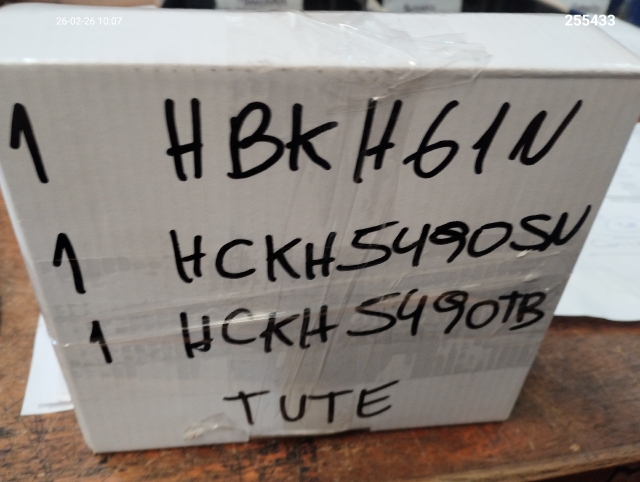 26-02-26 10:07
255433
1 HBKH61N
1 HCKH5490SN
1 HCKH5490TB
TUTE